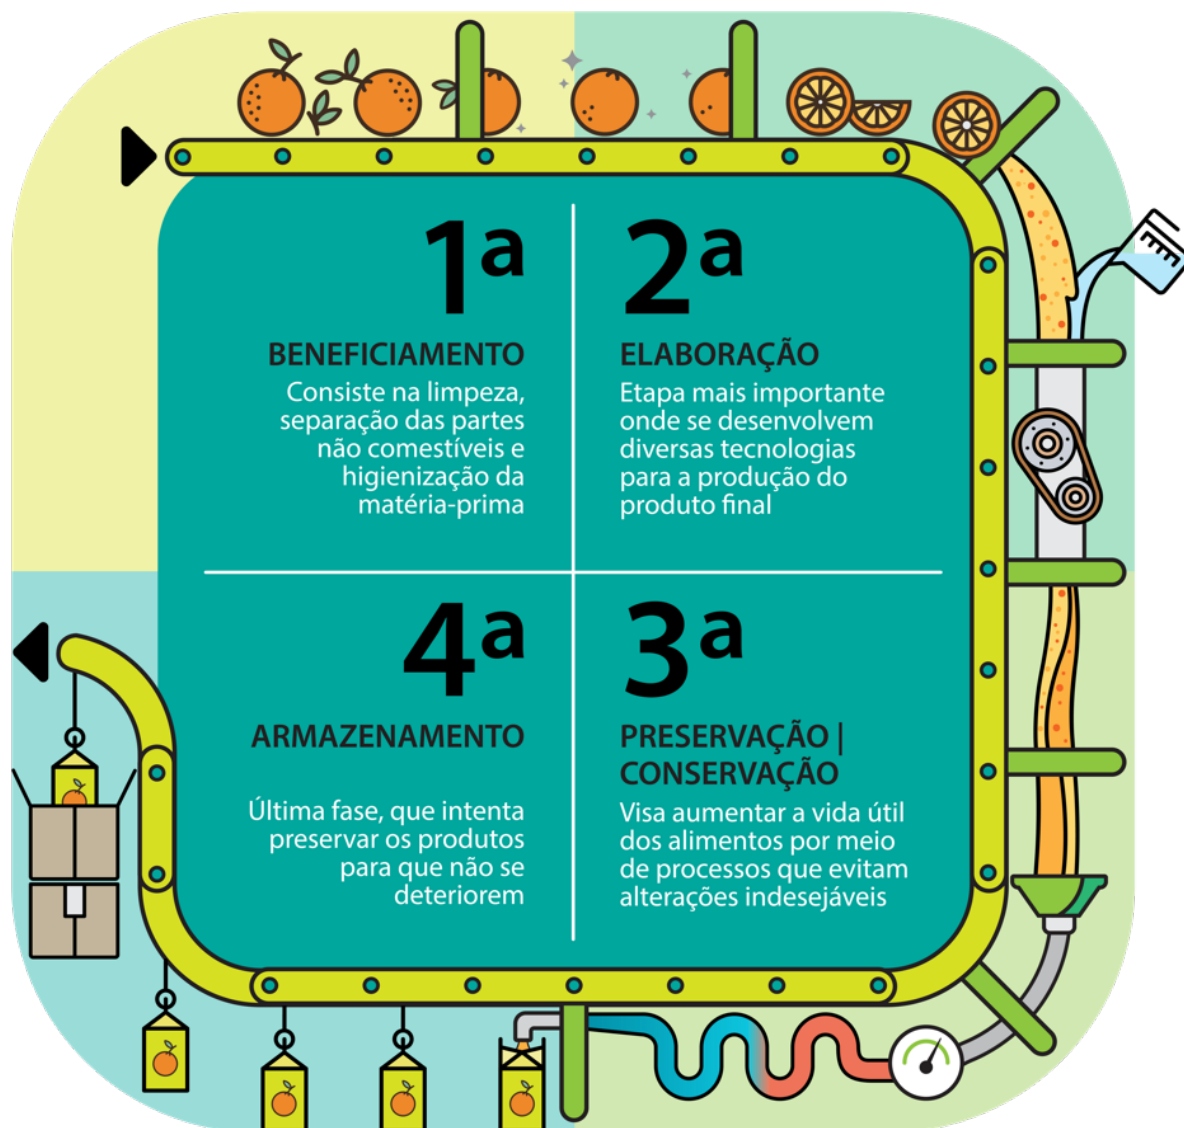 1ª
BENEFICIAMENTO
Consiste na limpeza,
separação das partes
não comestíveis e
higienização da
matéria-prima
2ª
ELABORAÇÃO
Etapa mais importante
onde se desenvolvem
diversas tecnologias
para a produção do
produto final
3ª
PRESERVAÇÃO |
CONSERVAÇÃO
Visa aumentar a vida útil
dos alimentos por meio
de processos que evitam
alterações indesejáveis
4ª
ARMAZENAMENTO
Última fase, que intenta
preservar os produtos
para que não se
deteriorem